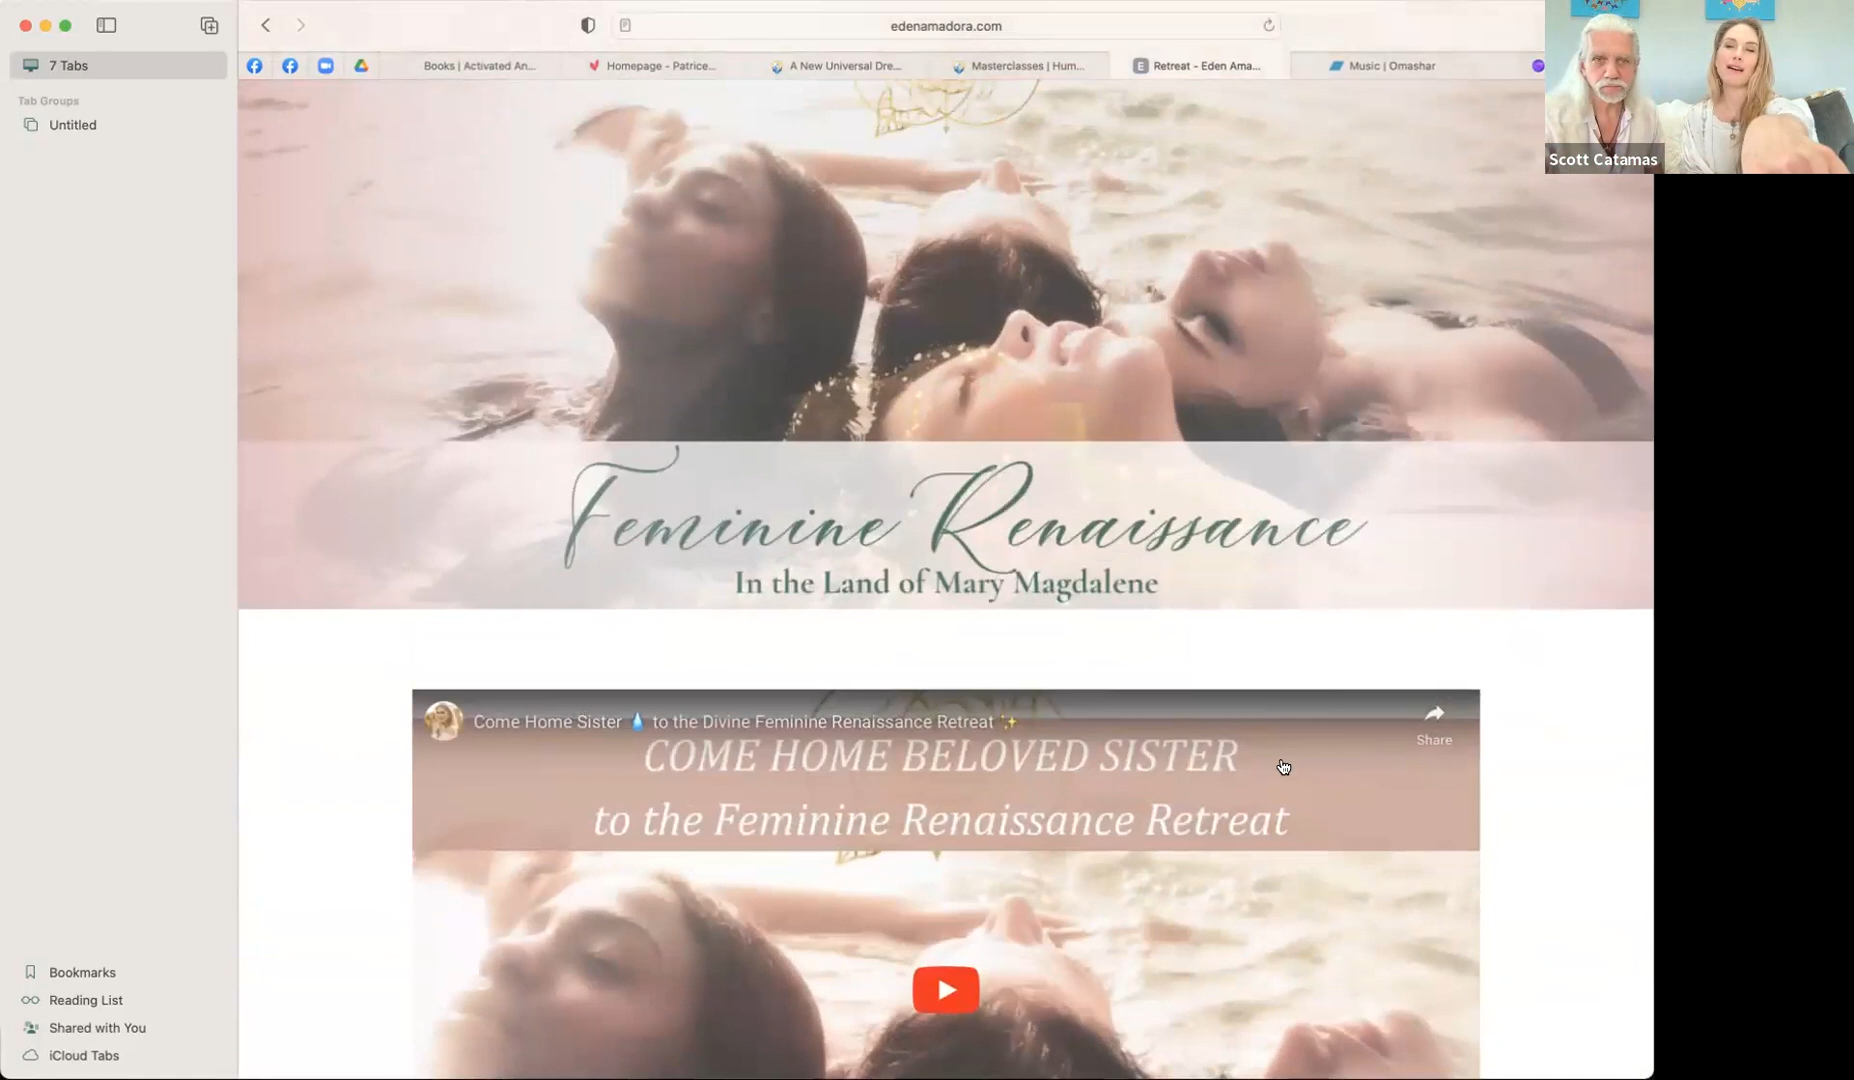 edenamadora.com
7 Tabs
Books | Activated An...
Homepage - Patrice...
A New Universal Dre...
Masterclasses | Hum...
E
Retreat - Eden Ama...
Music | Omashar
Tab Groups
Untitled
Scott Catamas
Feminine Renaissance
In the Land of Mary Magdalene
Come Home Sister 💧 to the Divine Feminine Renaissance Retreat ✨
Share
COME HOME BELOVED SISTER
to the Feminine Renaissance Retreat
Bookmarks
Reading List
Shared with You
iCloud Tabs